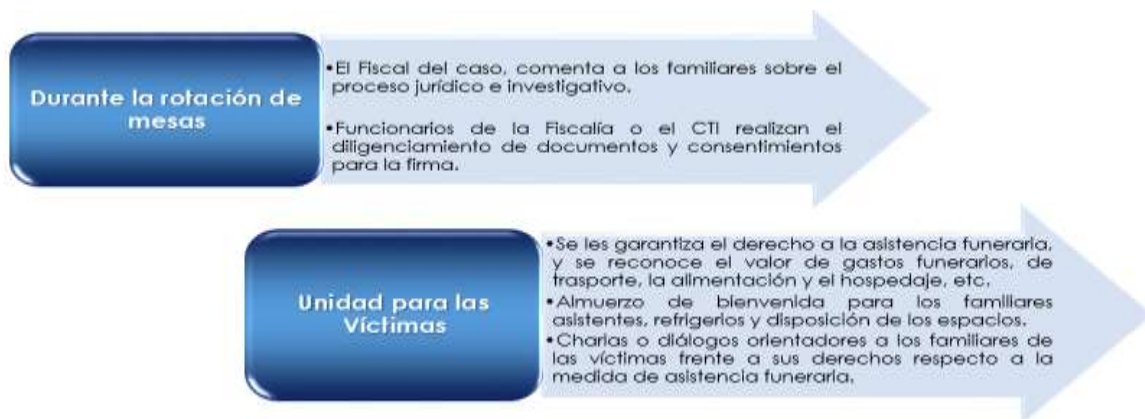 Durante la rotación de
mesas
•El Fiscal del caso, comenta a los familiares sobre el
proceso jurídico e investigativo.
•Funcionarios de la Fiscalía o el CTI realizan el
diligenciamiento de documentos y consentimientos
para la firma.
Unidad para las
Víctimas
•Se les garantiza el derecho a la asistencia funeraria,
y se reconoce el valor de gastos funerarios, de
trasporte, la alimentación y el hospedaje, etc.
•Almuerzo de bienvenida para los familiares
asistentes, refrigerios y disposición de los espacios.
•Charlas o diálogos orientadores a los familiares de
las víctimas frente a sus derechos respecto a la
medida de asistencia funeraria.